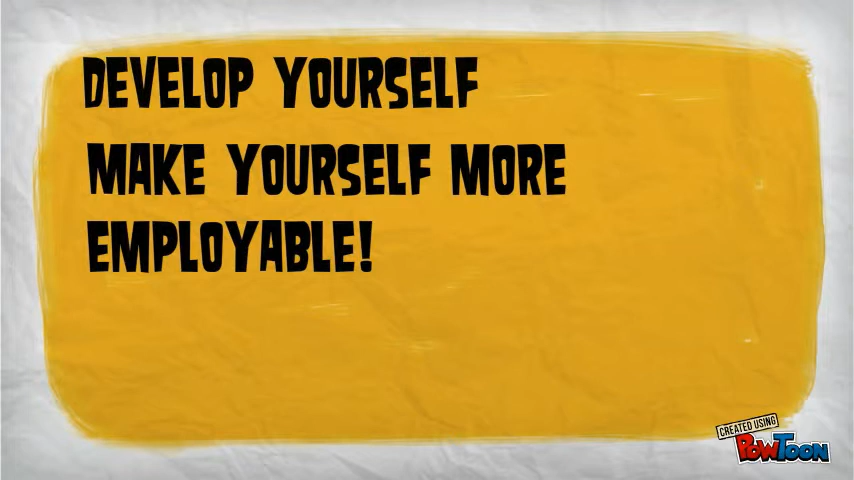 DEVELOP YOURSELF
MAKE YOURSELF MORE
EMPLOYABLE!
CREATED USING
POWTOON